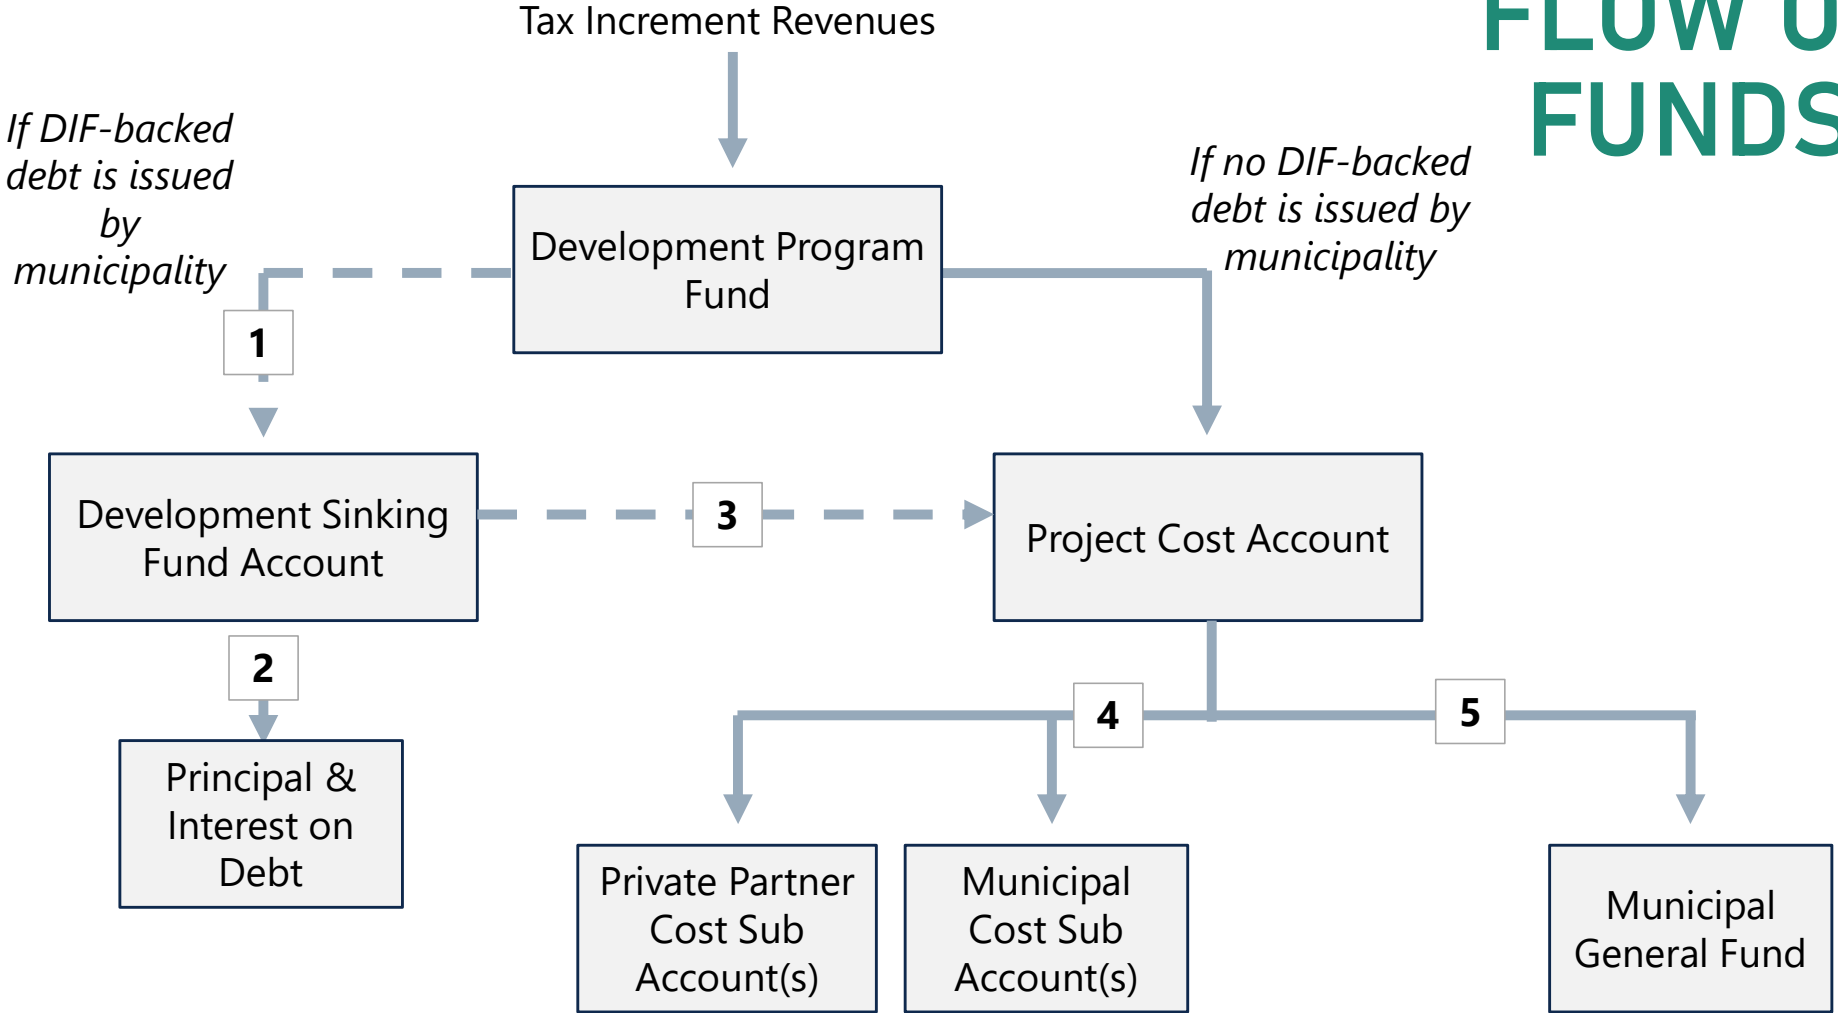 Tax Increment Revenues
FLOW
FUNDS
If DIF-backed
debt is issued
by
municipality
If no DIF-backed
debt is issued by
municipality
Development Program
Fund
1
Development Sinking
Fund Account
3
Project Cost Account
2
4
5
Principal &
Interest on
Debt
Private Partner
Cost Sub
Account(s)
Municipal
Cost Sub
Account(s)
Municipal
General Fund